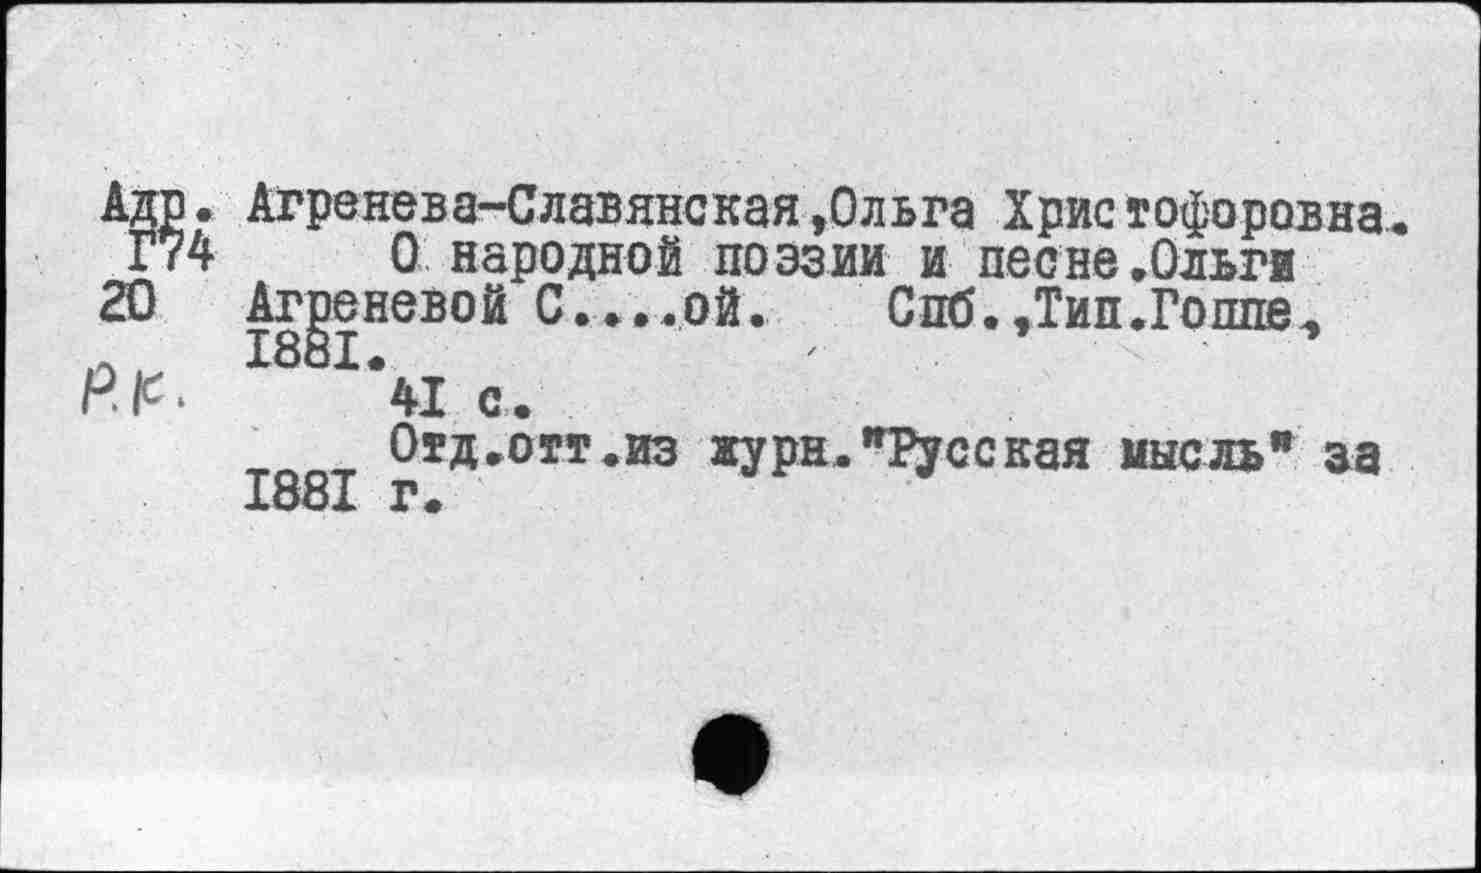 Адр. Агренева-Славянская,Ольга Христофоровна.
Г74 О народной поэзии и песне.Ольги
20 Агреневой С....ой. Спб.,Тип.Гоппе,
1881.
Р.К. 41 с.
Отд.отт.из журн."Русская мысль" за
1881 г.